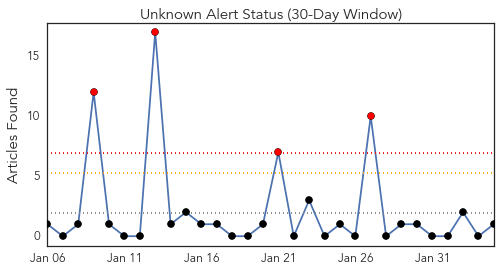 Unknown Alert Status (30-Day Window)
Articles Found
15
10
5
0
Jan 06 Jan 11 Jan 16 Jan 21 Jan 26 Jan 31